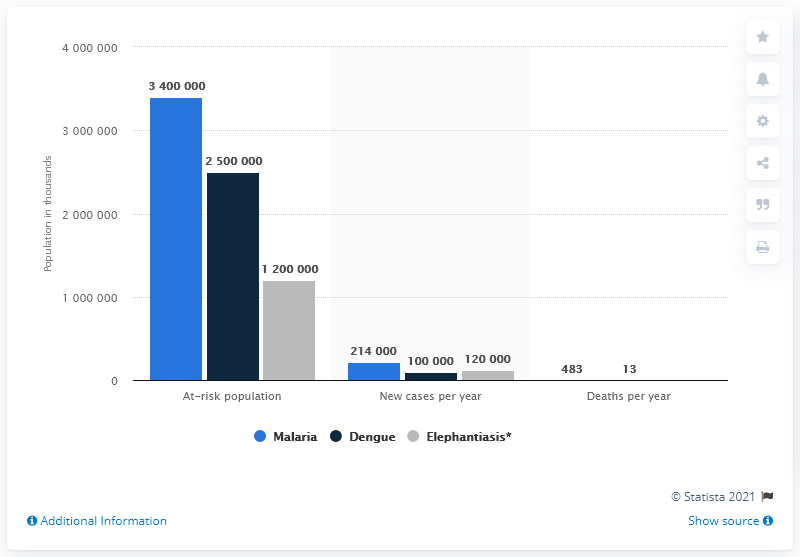 4 000 000
3 400 000
3 000 000
2 500 000
2 000 000
1 200 000
1 000 000
214 000
100 000
120 000
483
13
0
Population in thousands
At-risk population
New cases per year
Deaths per year
Malaria
Dengue
Elephantiasis*
© Statista 2021
Additional Information
Show source